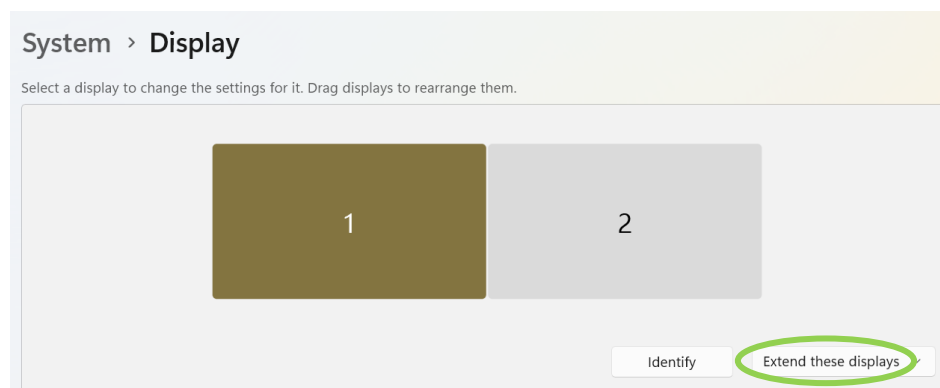 System > Display
Select a display to change the settings for it. Drag displays to rearrange them.
1 2
Identify Extend these displays